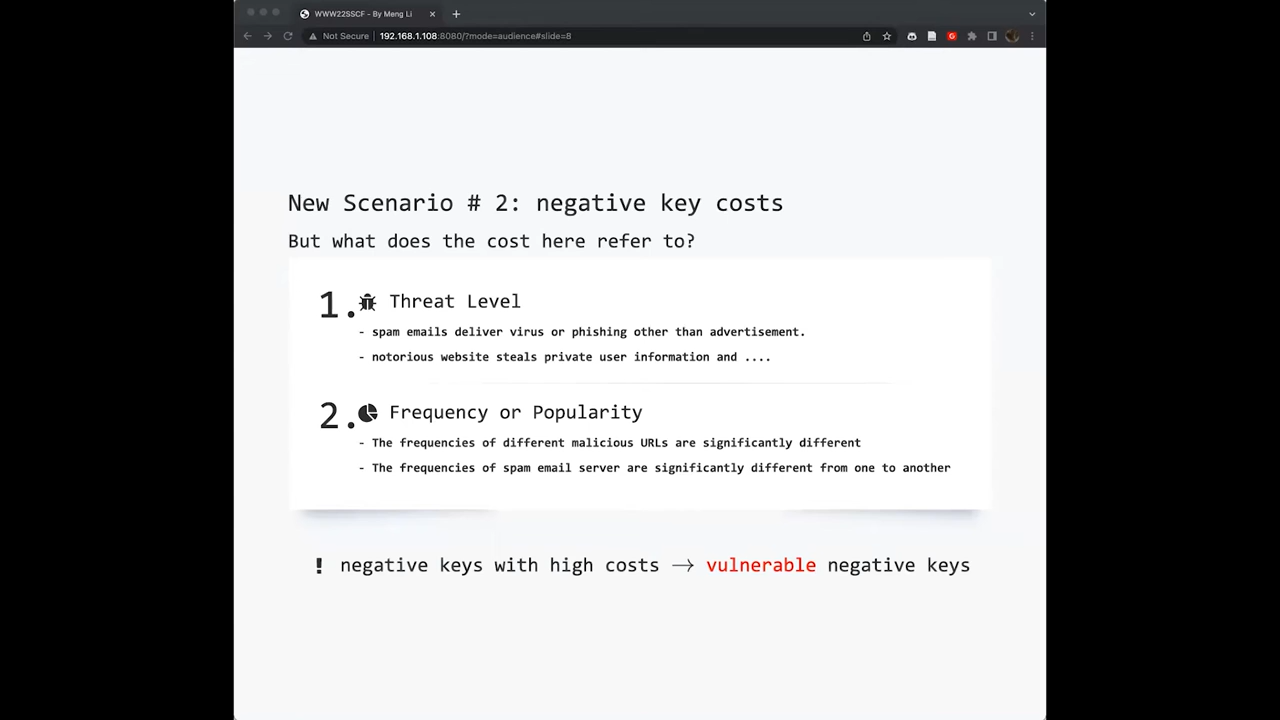 WWW22SSCF - By Meng Li
Not Secure 192.168.1.108:8080/?mode=audience#slide=8
New Scenario # 2: negative key costs
But what does the cost here refer to?
1. Threat Level
- spam emails deliver virus or phishing other than advertisement.
- notorious website steals private user information and ....
2. Frequency or Popularity
- The frequencies of different malicious URLs are significantly different
- The frequencies of spam email server are significantly different from one to another
! negative keys with high costs → vulnerable negative keys